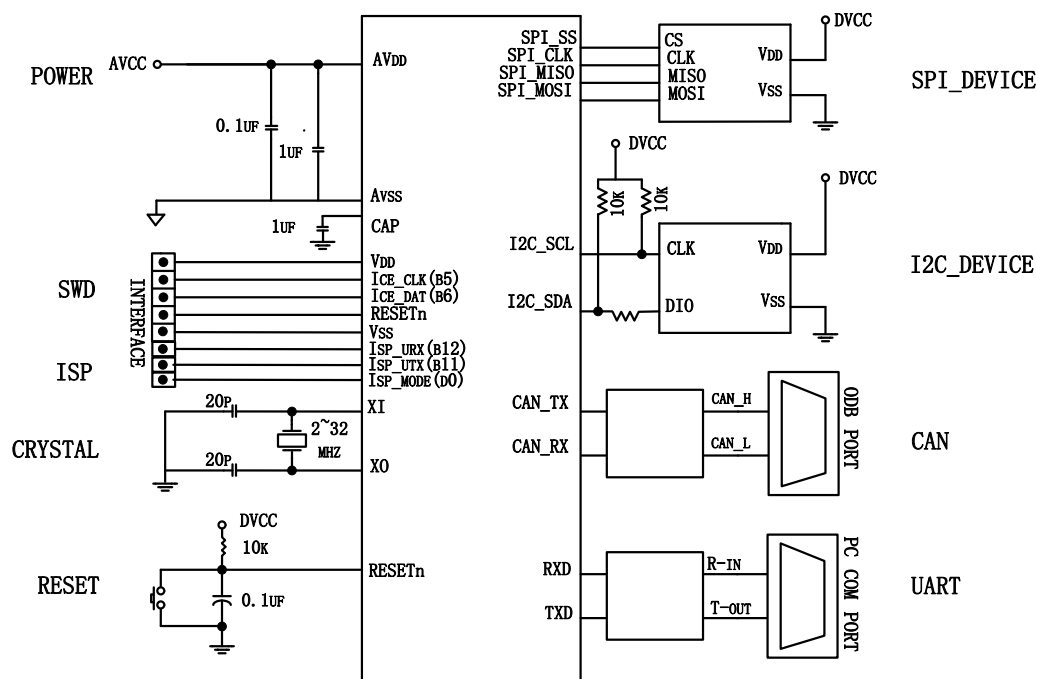 POWER
AVCC
AVDD
0.1UF
1UF
AVSS
1UF
CAP
SWD
INTERFACE
VDD
ICE_CLK(B5)
ICE_DAT(B6)
RESETn
VSS
ISP
ISP_URX(B12)
ISP_UTX(B11)
ISP_MODE(D0)
CRYSTAL
20P
XI
2~32
MHZ
20P
XO
RESET
DVCC
10K
RESETn
0.1UF
SPI_SS
SPI_CLK
SPI_MISO
SPI_MOSI
CS
CLK
MISO
MOSI
VDD
VSS
DVCC
SPI_DEVICE
DVCC
10K
10K
I2C_SCL
I2C_SDA
CLK
DIO
VDD
VSS
DVCC
I2C_DEVICE
CAN_TX
CAN_RX
CAN_H
CAN_L
ODB PORT
CAN
RXD
TXD
R-IN
T-OUT
PC COM PORT
UART